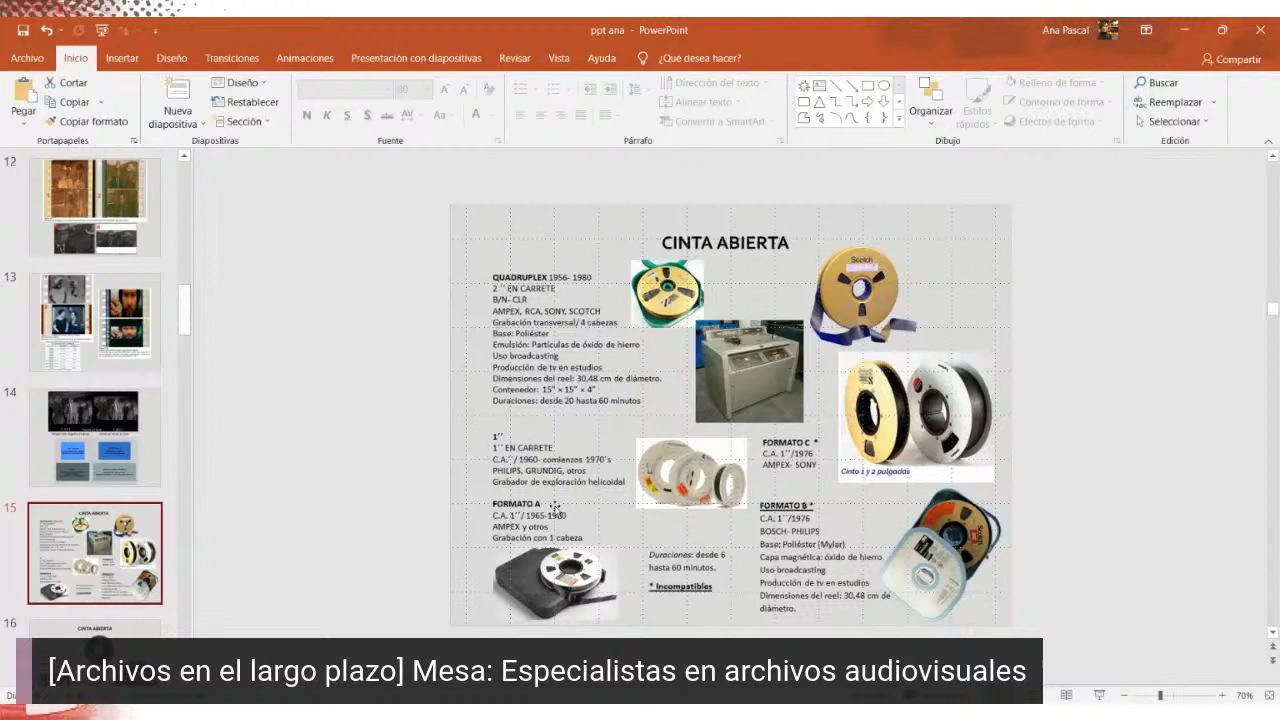 ppt ana - PowerPoint
Ana Pascal
Archivo
Inicio
Insertar
Diseño
Transiciones
Animaciones
Presentación con diapositivas
Revisar
Vista
Ayuda
¿Qué desea hacer?
Compartir
Pegar
Cortar
Copiar
Copiar formato
Portapapeles
Nueva
diapositiva
Diseño
Restablecer
Sección
Diapositivas
N K S S abc AV Aa A
Fuente
Dirección del texto
Alinear texto
Convertir a SmartArt
Párrafo
Organizar
Estilos
rápidos
Relleno de forma
Contorno de forma
Efectos de forma
Dibujo
Buscar
Reemplazar
Seleccionar
Edición
12
13
14
15
CINTA ABIERTA
16
CINTA ABIERTA
CINTA ABIERTA
QUADRUPLEX 1956- 1980
2 ´´ EN CARRETE
B/N- CLR
AMPEX, RCA, SONY, SCOTCH
Grabación transversal/ 4 cabezas
Base: Poliéster
Emulsión: Partículas de óxido de hierro
Uso broadcasting
Producción de tv en estudios
Dimensiones del reel: 30,48 cm de diámetro.
Contenedor: 15" × 15" × 4"
Duraciones: desde 20 hasta 60 minutos
Scotch
Cinta 1 y 2 pulgadas
1´´
1´´ EN CARRETE
C.A.´´/ 1960- comienzos 1970´s
PHILIPS, GRUNDIG, otros
Grabador de exploración helicoidal
FORMATO A
C.A. 1´´/ 1965-1980
AMPEX y otros
Grabación con 1 cabeza
FORMATO C *
C.A. 1´´/1976
AMPEX- SONY
Duraciones: desde 6
hasta 60 minutos.
* Incompatibles
FORMATO B *
C.A. 1´´/1976
BOSCH- PHILIPS
Base: Poliéster (Mylar)
Capa magnética: óxido de hierro
Uso broadcasting
Producción de tv en estudios
Dimensiones del reel: 30,48 cm de
diámetro.
[Archivos en el largo plazo] Mesa: Especialistas en archivos audiovisuales
70%